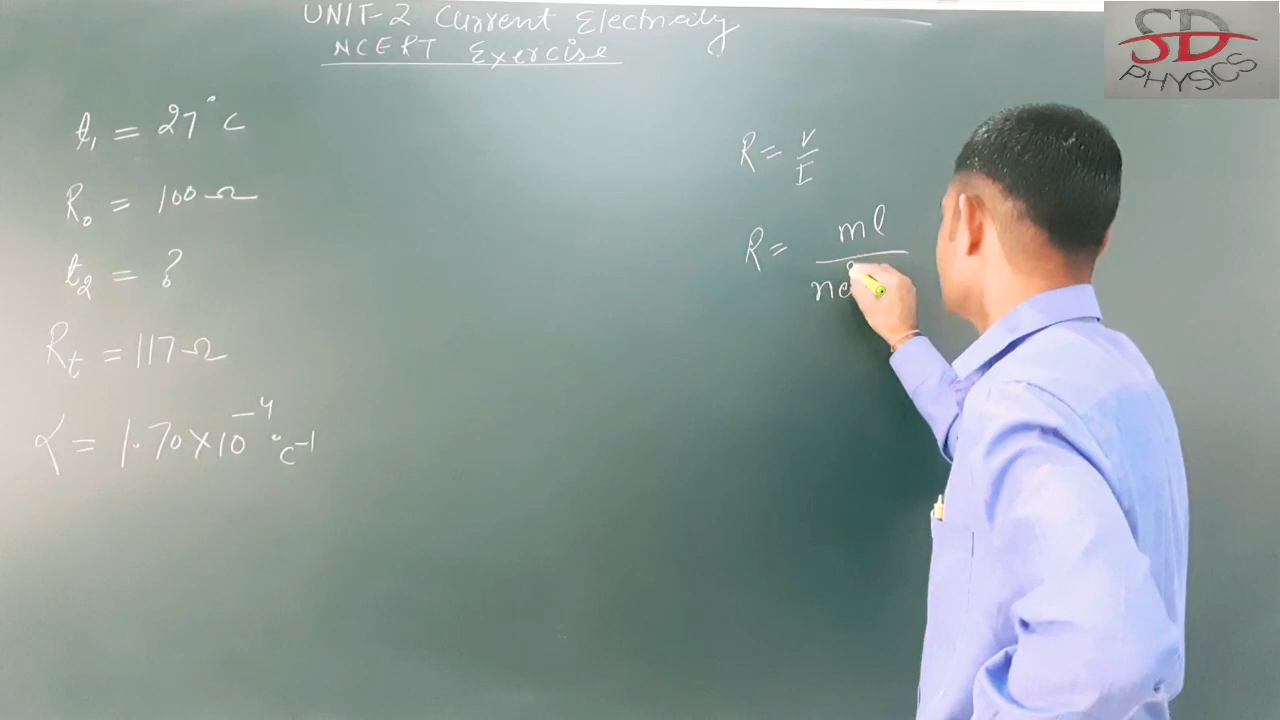 UNIT-2 Current Electricity
NCERT Exercise
SD
PHYSICS
t₁ = 27°C
R₀ = 100 Ω
t₂ = ?
Rt = 117 Ω
α = 1.70 × 10⁻⁴ °C⁻¹
R = V/I
R = ml
ne